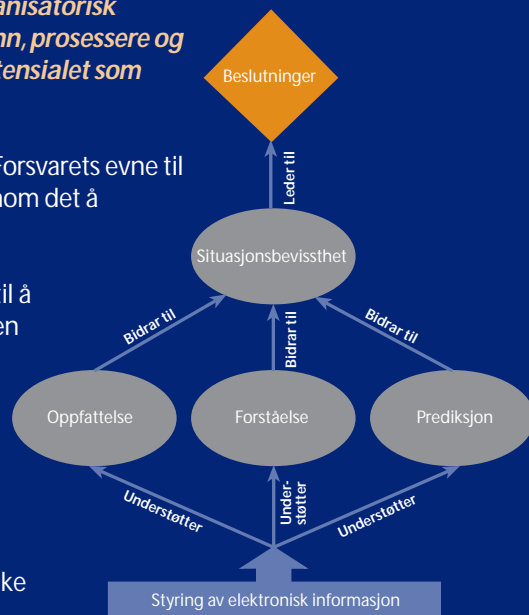 anisatorisk
nn, prosessere og
tensialet som
Forsvarets evne til
nom det å
til å
en
ke
Beslutninger
Leder til
Situasjonsbevissthet
Bidrar til
Bidrar til
Bidrar til
Oppfattelse
Forståelse
Prediksjon
Understøtter
Under-
støtter
Understøtter
Styring av elektronisk informasjon